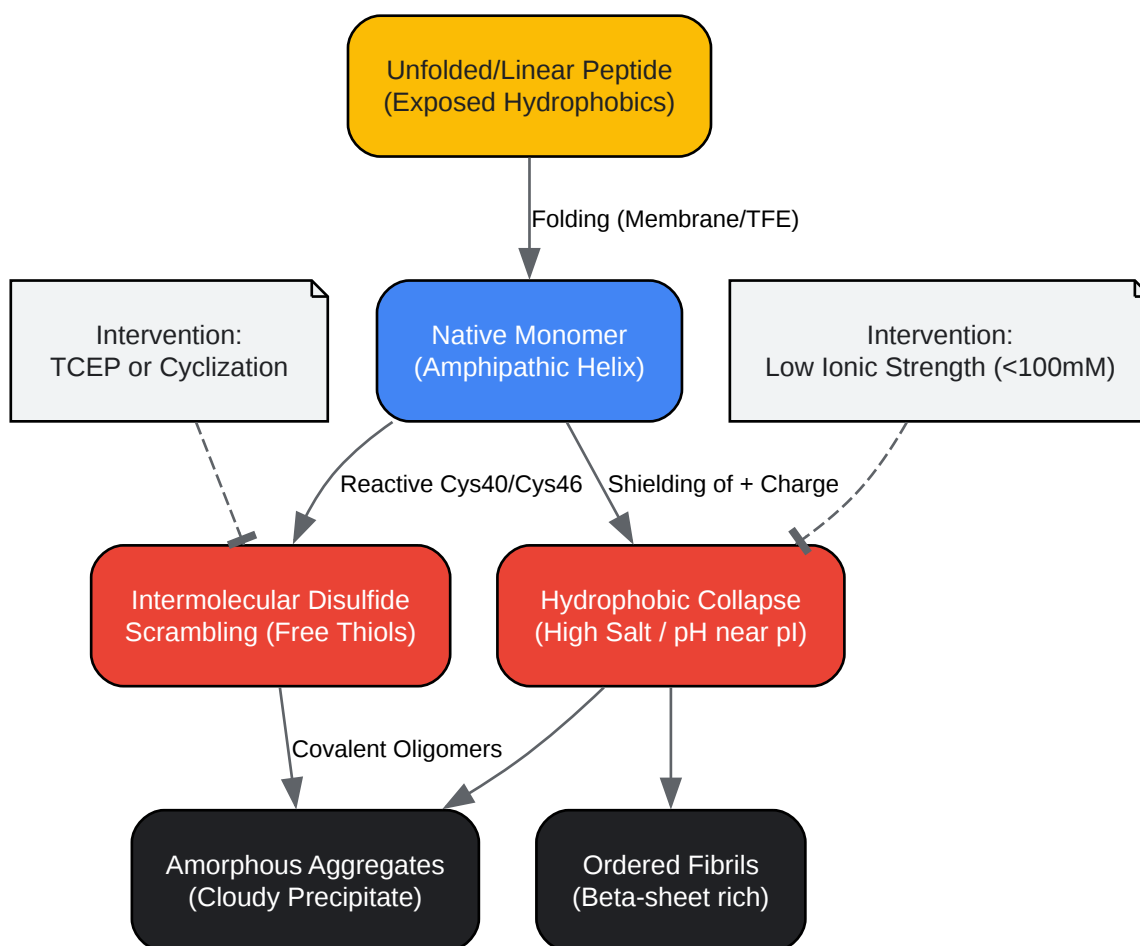 Unfolded/Linear Peptide
(Exposed Hydrophobics)
Folding (Membrane/TFE)
Intervention:
TCEP or Cyclization
Native Monomer
(Amphipathic Helix)
Intervention:
Low Ionic Strength (<100mM)
Reactive Cys40/Cys46
Shielding of + Charge
Intermolecular Disulfide
Scrambling (Free Thiols)
Hydrophobic Collapse
(High Salt / pH near pI)
Covalent Oligomers
Amorphous Aggregates
(Cloudy Precipitate)
Ordered Fibrils
(Beta-sheet rich)